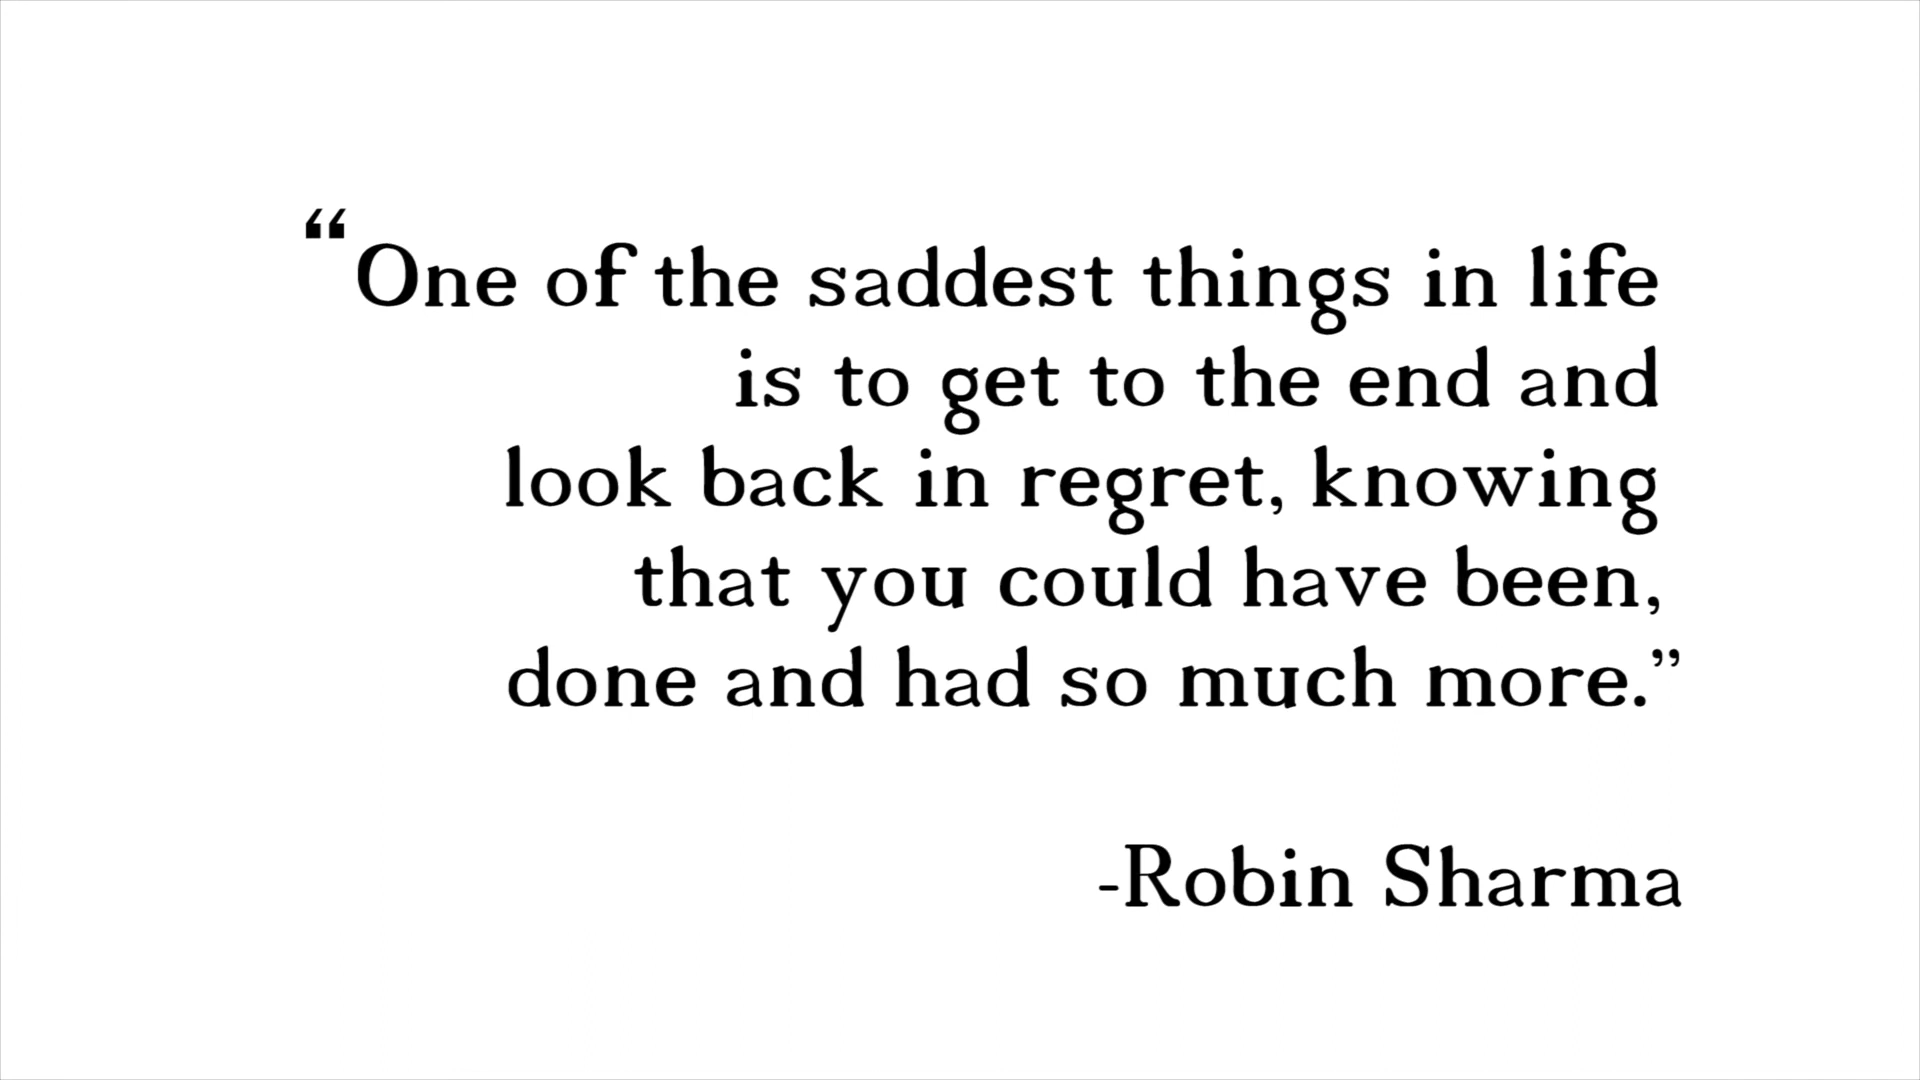 “One of the saddest things in life
is to get to the end and
look back in regret, knowing
that you could have been,
done and had so much more.”
-Robin Sharma